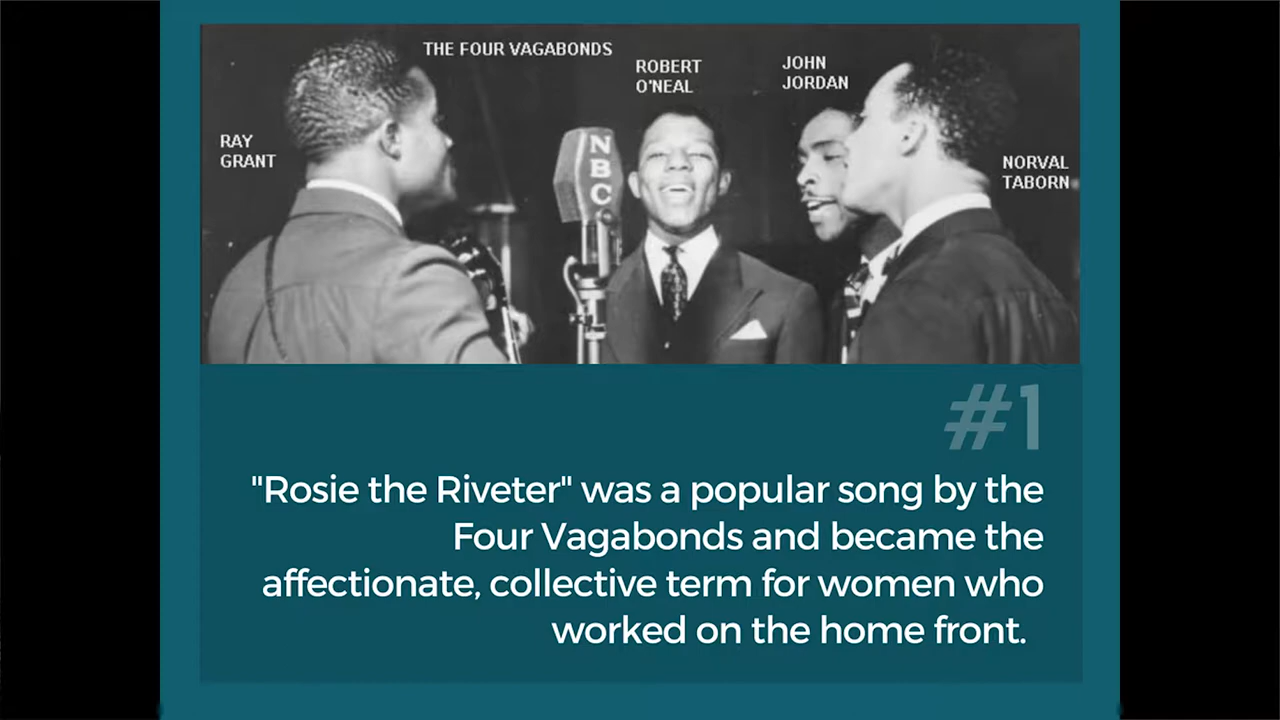 THE FOUR VAGABONDS
RAY
GRANT
ROBERT
O'NEAL
JOHN
JORDAN
NORVAL
TABORN
NBC
#1
"Rosie the Riveter" was a popular song by the
Four Vagabonds and became the
affectionate, collective term for women who
worked on the home front.